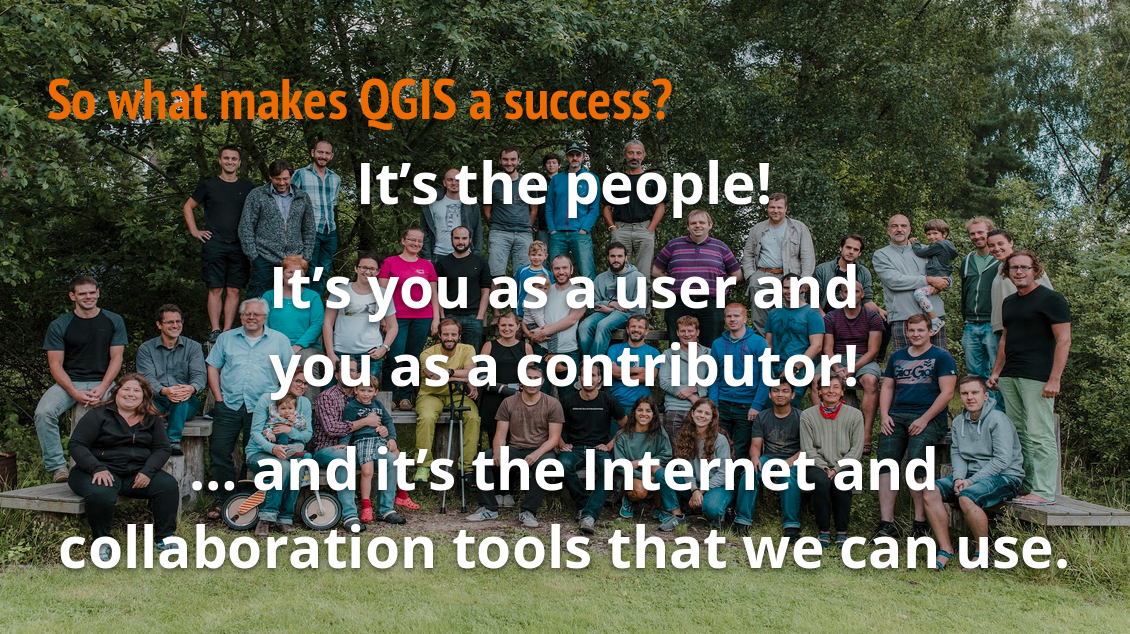 So what makes QGIS a success?
It’s the people!
It’s you as a user and
you as a contributor!
... and it’s the Internet and
collaboration tools that we can use.